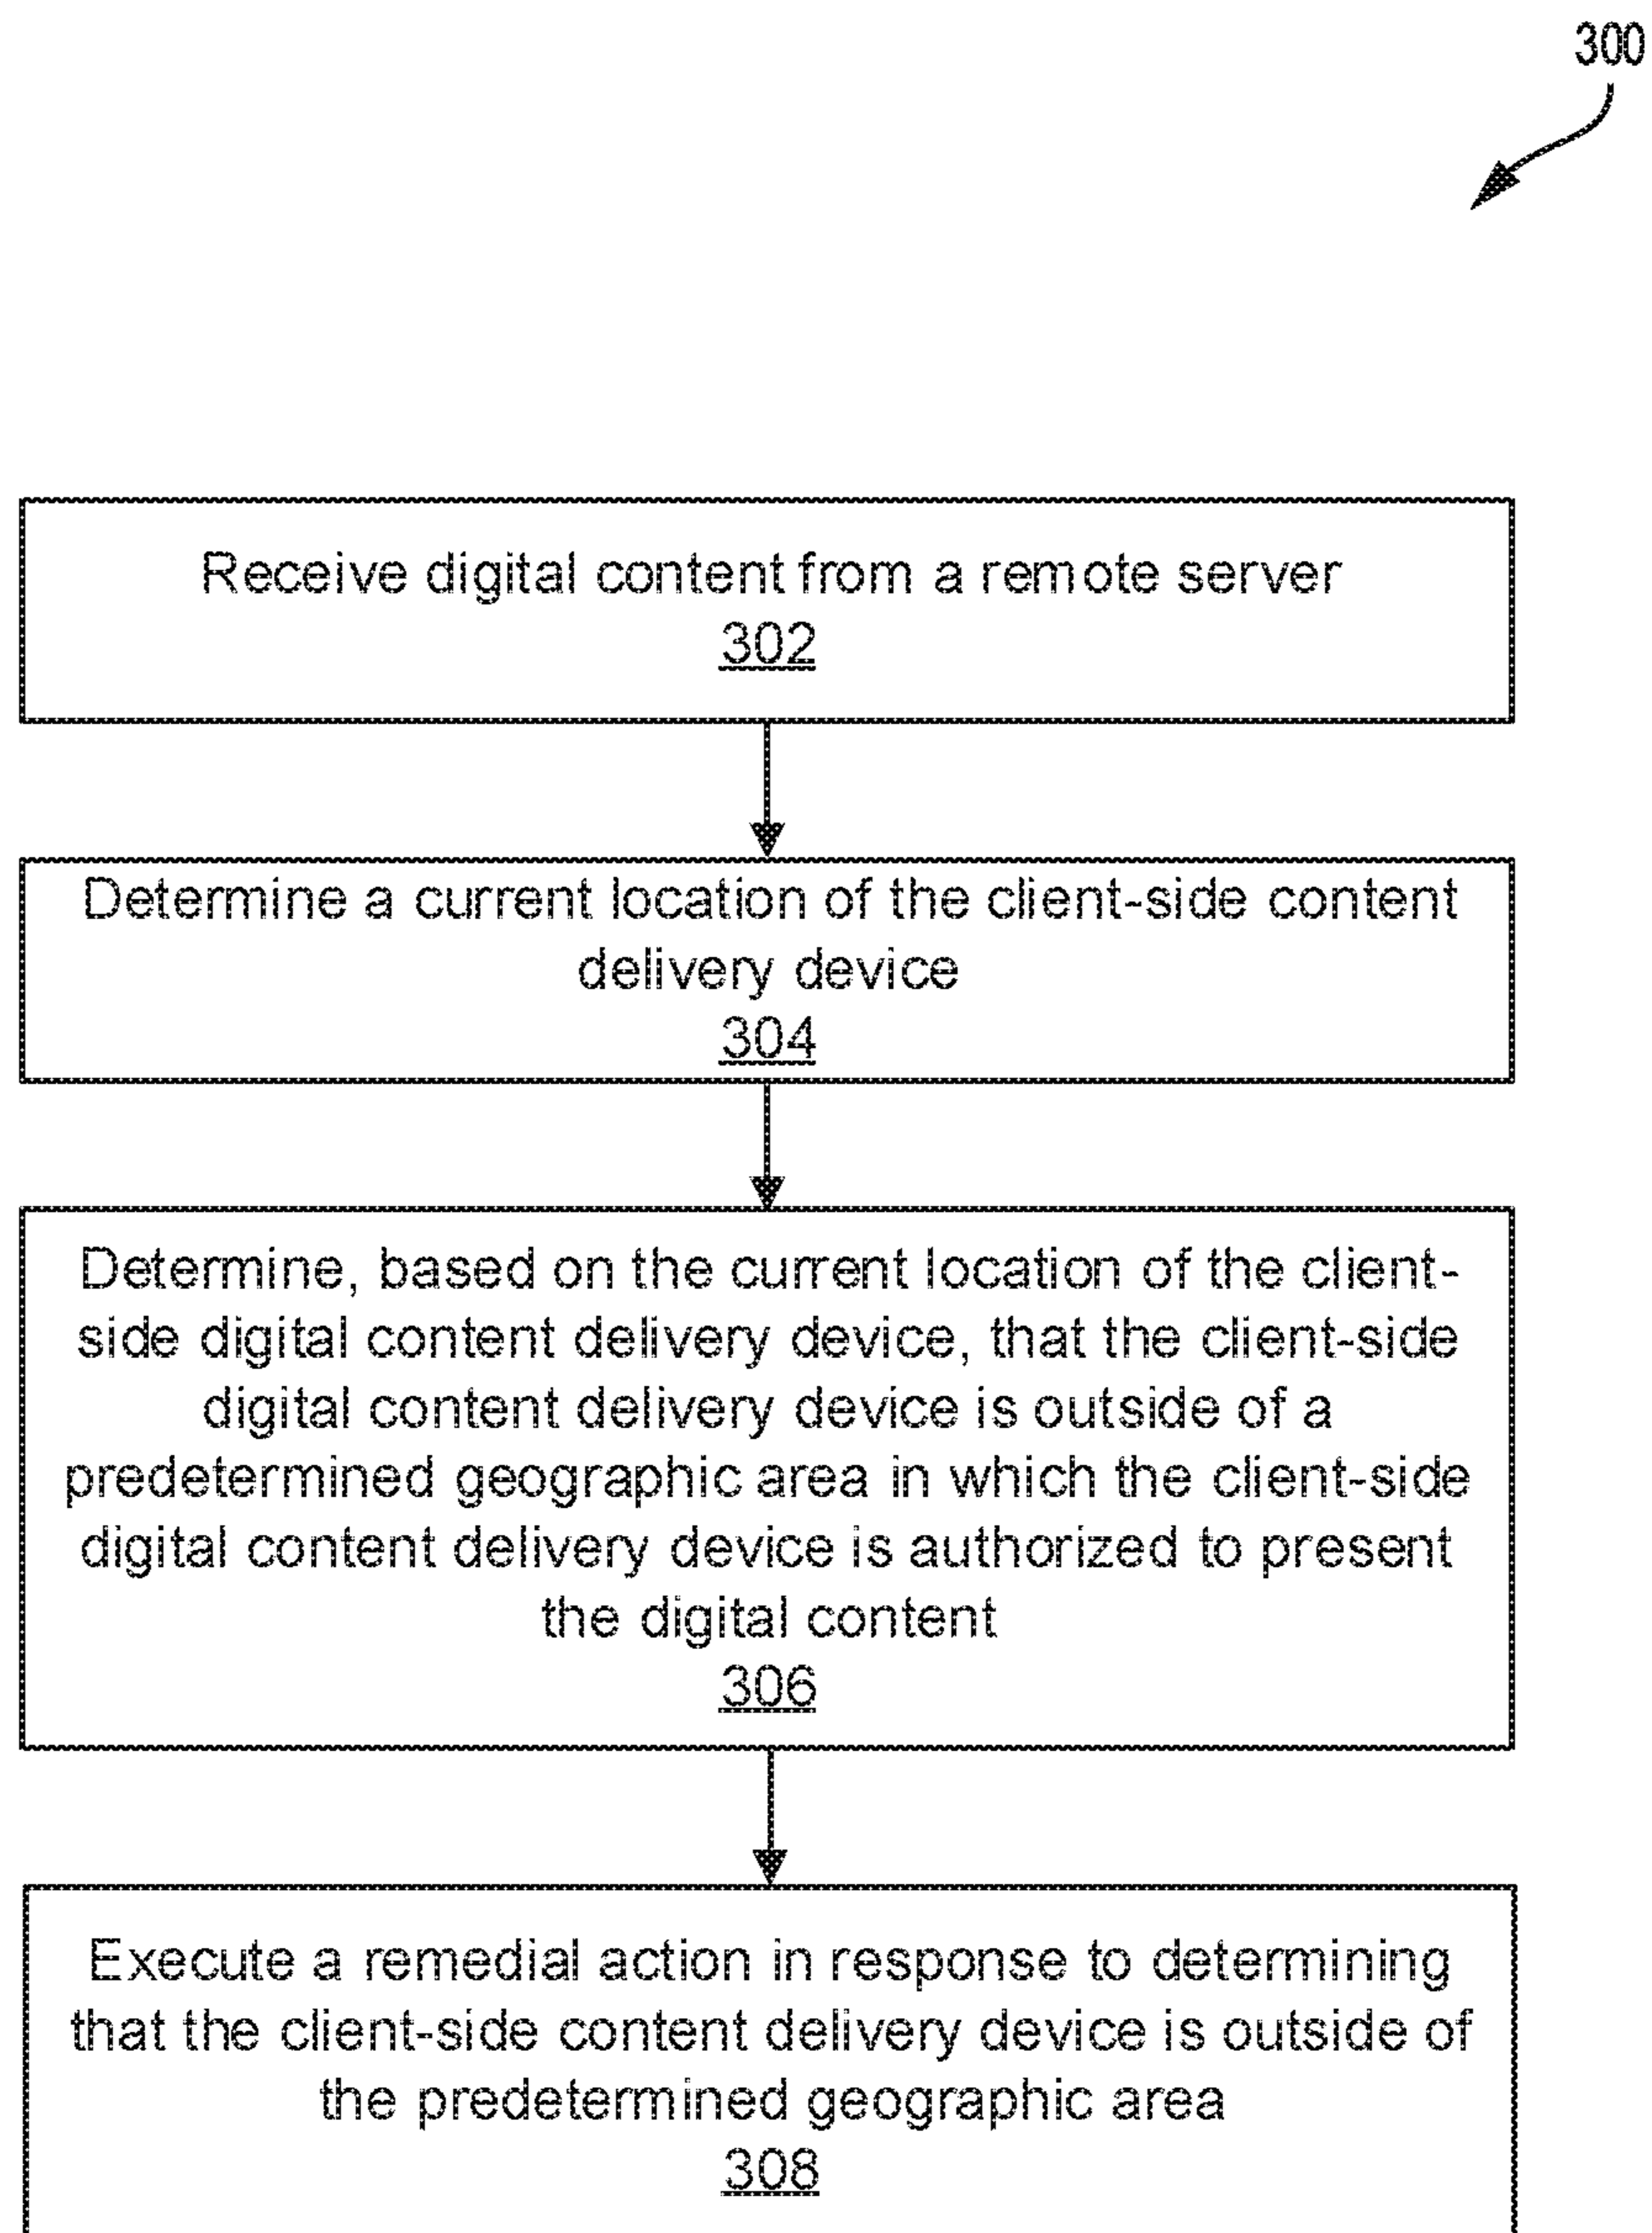 300
Receive digital content from a remote server
302
Determine a current location of the client-side content
delivery device
304
Determine, based on the current location of the client-
side digital content delivery device, that the client-side
digital content delivery device is outside of a
predetermined geographic area in which the client-side
digital content delivery device is authorized to present
the digital content
306
Execute a remedial action in response to determining
that the client-side content delivery device is outside of
the predetermined geographic area
308